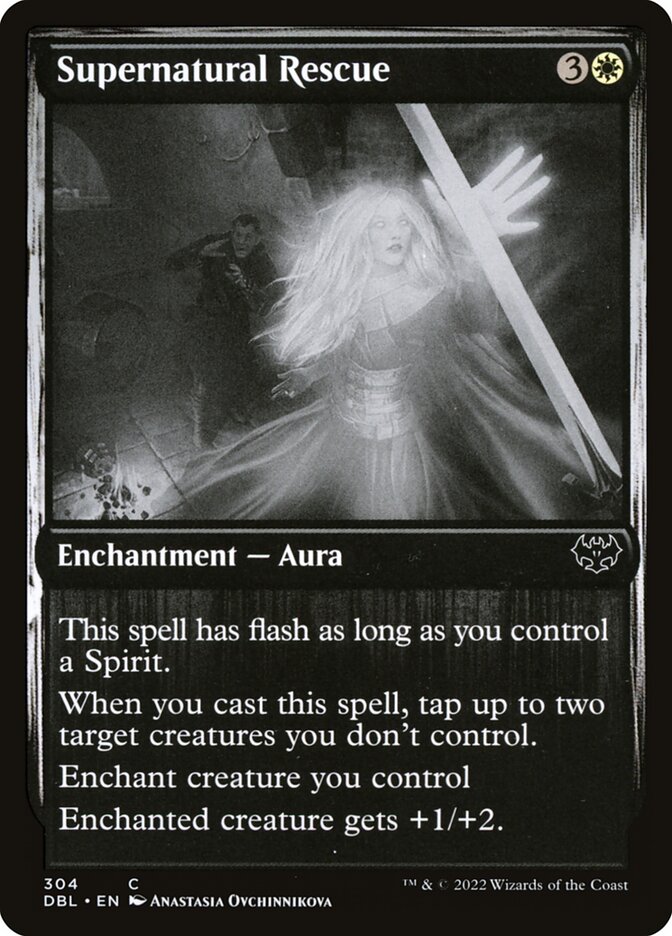 Supernatural Rescue 3
Enchantment — Aura
This spell has flash as long as you control
a Spirit.
When you cast this spell, tap up to two
target creatures you don't control.
Enchant creature you control
Enchanted creature gets +1/+2.
304 C
DBL • EN Anastasia Ovchinnikova
™ & © 2022 Wizards of the Coast